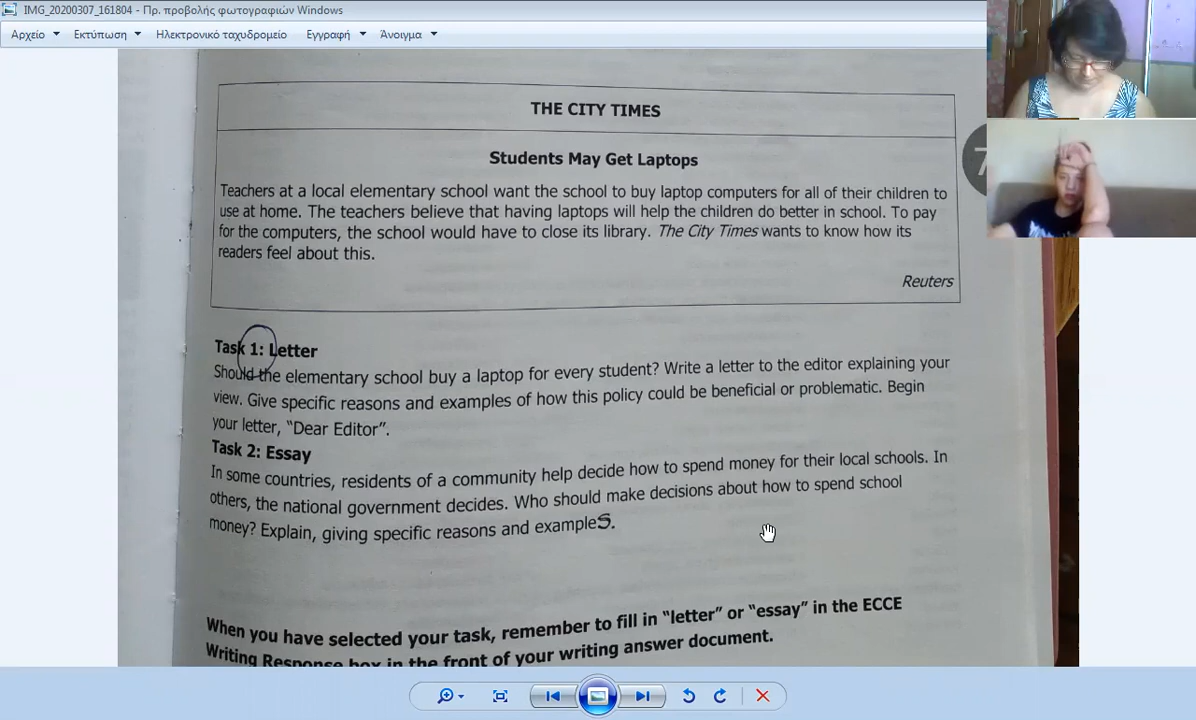 IMG_20200307_161804 - Πρ. προβολής φωτογραφιών Windows
Αρχείο Εκτύπωση Ηλεκτρονικό ταχυδρομείο Εγγραφή Άνοιγμα
THE CITY TIMES
Students May Get Laptops
7
Teachers at a local elementary school want the school to buy laptop computers for all of their children to
use at home. The teachers believe that having laptops will help the children do better in school. To pay
for the computers, the school would have to close its library. The City Times wants to know how its
readers feel about this.
Reuters
Task 1: Letter
Should the elementary school buy a laptop for every student? Write a letter to the editor explaining your
view. Give specific reasons and examples of how this policy could be beneficial or problematic. Begin
your letter, “Dear Editor”.
Task 2: Essay
In some countries, residents of a community help decide how to spend money for their local schools. In
others, the national government decides. Who should make decisions about how to spend school
money? Explain, giving specific reasons and examples.
When you have selected your task, remember to fill in “letter” or “essay” in the ECCE
Writing Response box in the front of your writing answer document.